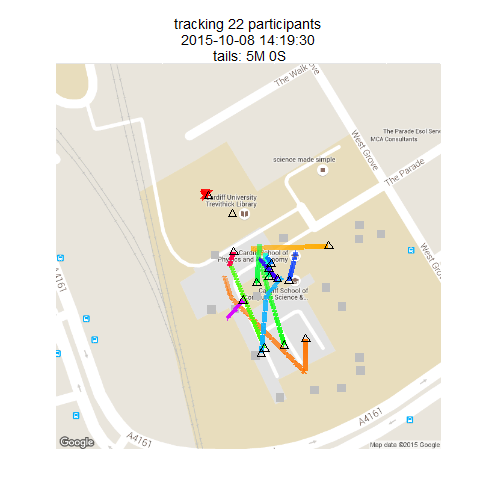 tracking 22 participants
2015-10-08 14:19:30
tails: 5M 0S
The Walk
West Grove
The Parade Esol Serv
MCA Consultants
science made simple
The Parade
Cardiff University
Trevithick Library
West Grove
Cardiff School of
Physics and
Cardiff School of
Science &...
A4161
A4161
A4161
Google
Map data ©2015 Google